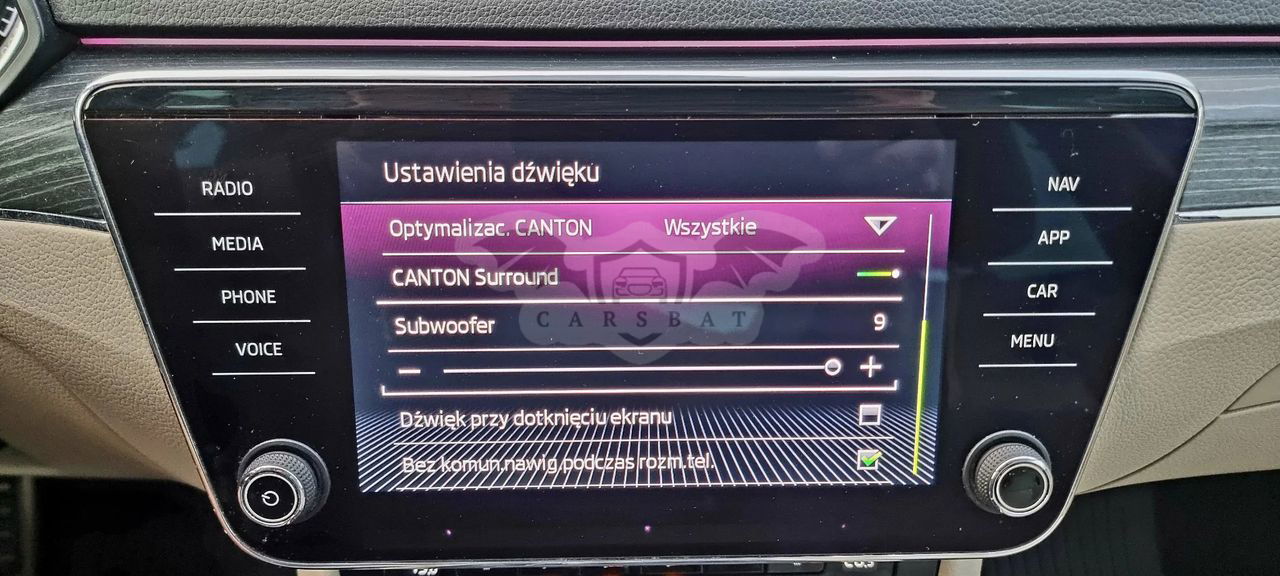 RADIO
MEDIA
PHONE
VOICE
Ustawienia dźwięku
Optymalizac. CANTON Wszystkie
CANTON Surround
Subwoofer 9
Dźwięk przy dotknięciu ekranu
Bez komun.nawig.podczas rozm.tel.
NAV
APP
CAR
MENU
CARSBAT